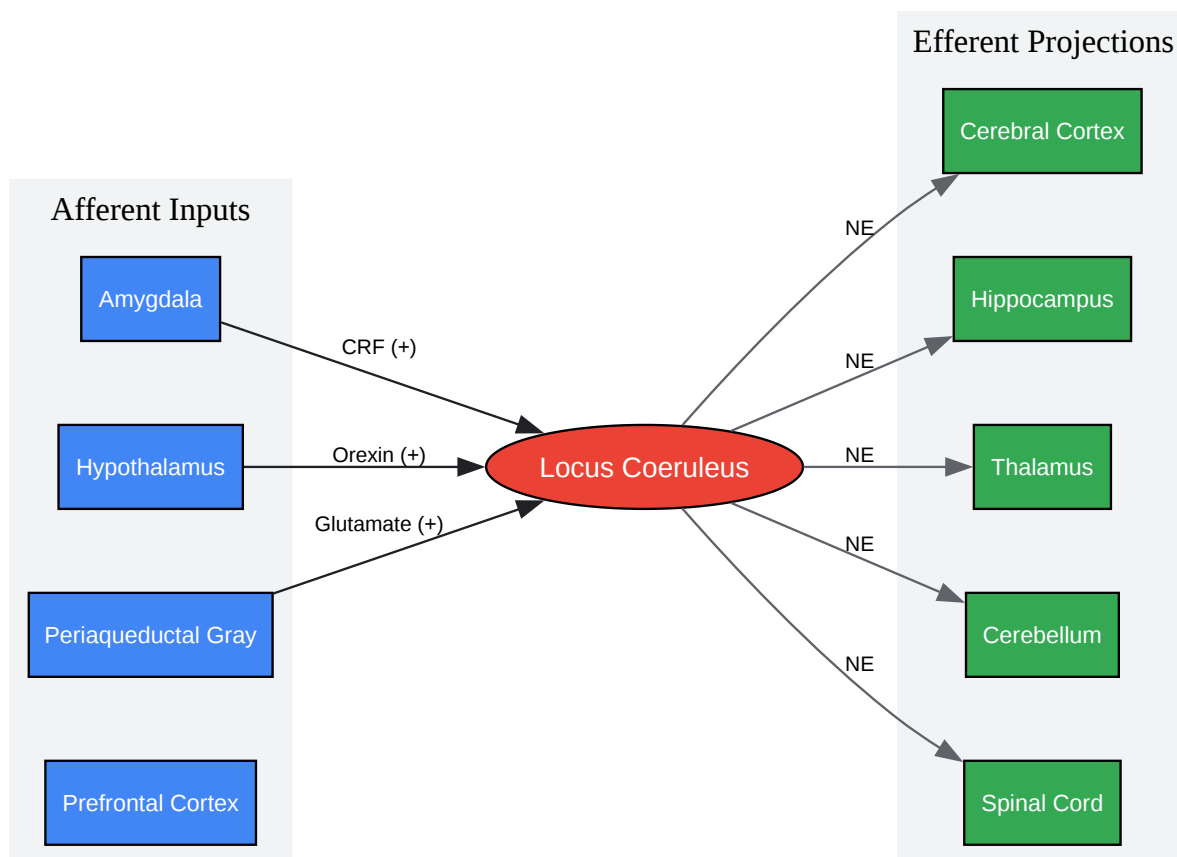 Efferent Projections
Cerebral Cortex
Afferent Inputs
NE
Amygdala
Hippocampus
CRF (+)
NE
Hypothalamus
Orexin (+)
Locus Coeruleus
NE
Thalamus
Glutamate (+)
NE
Periaqueductal Gray
Cerebellum
NE
Prefrontal Cortex
Spinal Cord